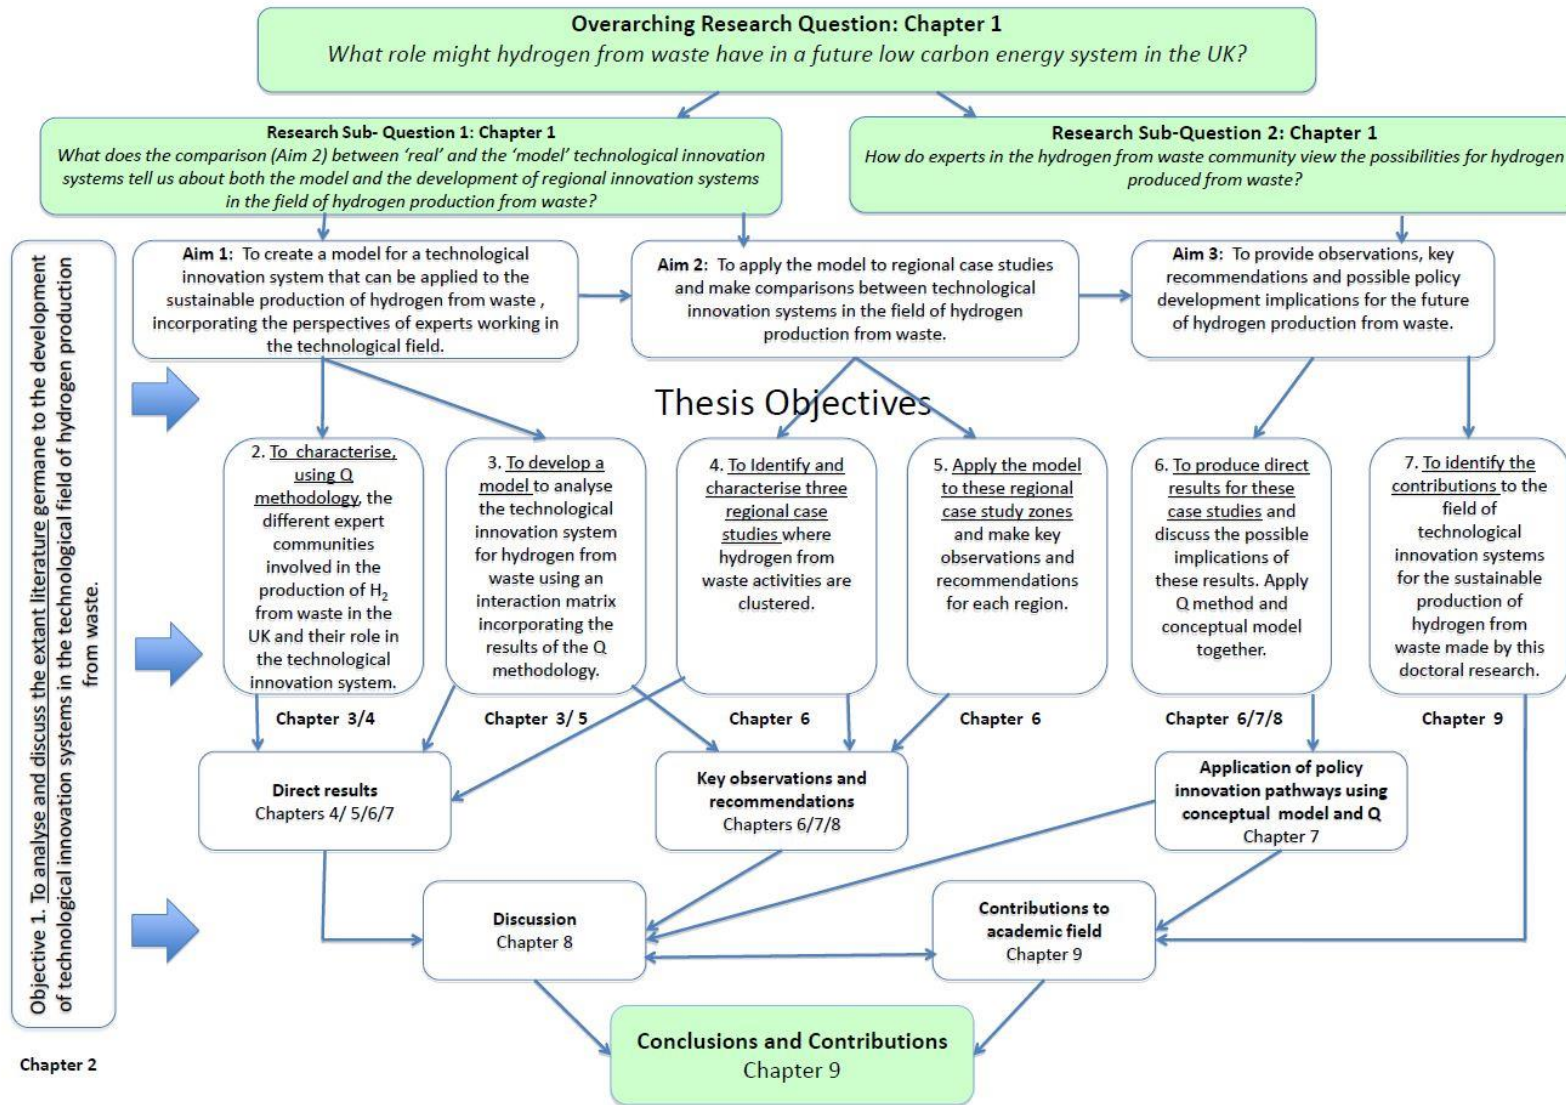 Overarching Research Question: Chapter 1
What role might hydrogen from waste have in a future low carbon energy system in the UK?
Research Sub- Question 1: Chapter 1
What does the comparison (Aim 2) between ‘real’ and the ‘model’ technological innovation
systems tell us about both the model and the development of regional innovation systems
in the field of hydrogen production from waste?
Research Sub-Question 2: Chapter 1
How do experts in the hydrogen from waste community view the possibilities for hydrogen
produced from waste?
Objective 1. To analyse and discuss the extant literature germane to the development
of technological innovation systems in the technological field of hydrogen production
from waste.
Chapter 2
Aim 1: To create a model for a technological
innovation system that can be applied to the
sustainable production of hydrogen from waste ,
incorporating the perspectives of experts working in
the technological field.
Aim 2: To apply the model to regional case studies
and make comparisons between technological
innovation systems in the field of hydrogen
production from waste.
Aim 3: To provide observations, key
recommendations and possible policy
development implications for the future
of hydrogen production from waste.
Thesis Objectives
2. To characterise,
using Q
methodology, the
different expert
communities
involved in the
production of H₂
from waste in the
UK and their role in
the technological
innovation system.
3. To develop a
model to analyse
the technological
innovation system
for hydrogen from
waste using an
interaction matrix
incorporating the
results of the Q
methodology.
4. To Identify and
characterise three
regional case
studies where
hydrogen from
waste activities are
clustered.
5. Apply the model
to these regional
case study zones
and make key
observations and
recommendations
for each region.
6. To produce direct
results for these
case studies and
discuss the possible
implications of
these results. Apply
Q method and
conceptual model
together.
7. To identify the
contributions to the
field of
technological
innovation systems
for the sustainable
production of
hydrogen from
waste made by this
doctoral research.
Chapter 3/4
Chapter 3/ 5
Chapter 6
Chapter 6
Chapter 6/7/8
Chapter 9
Direct results
Chapters 4/ 5/6/7
Key observations and
recommendations
Chapters 6/7/8
Application of policy
innovation pathways using
conceptual model and Q
Chapter 7
Discussion
Chapter 8
Contributions to
academic field
Chapter 9
Conclusions and Contributions
Chapter 9